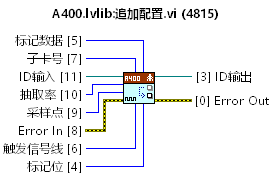 A400.lvlib:追加配置.vi (4815)
标记数据 [5]
子卡号 [7]
ID输入 [11]
抽取率 [10]
采样点 [9]
Error In [8]
触发信号线 [6]
标记位 [4]
A400
[3] ID输出
[0] Error Out